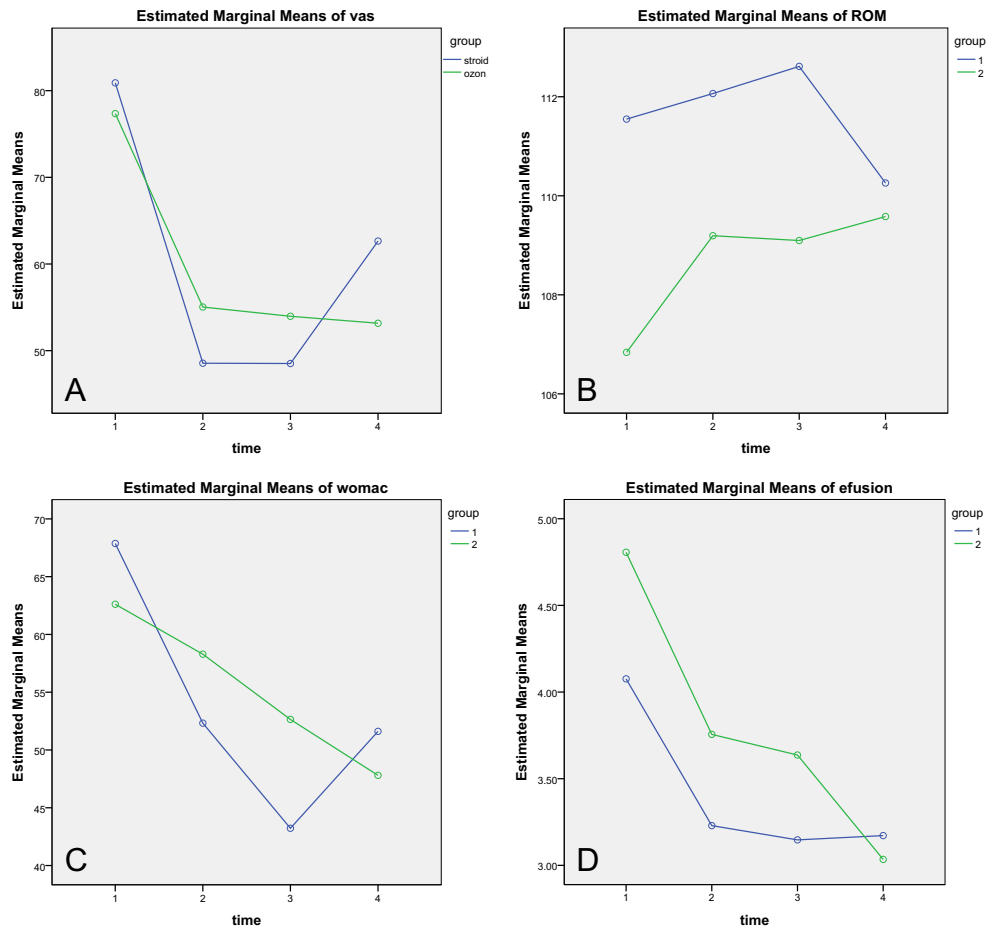 Estimated Marginal Means of vas
group
stroid
ozon
Estimated Marginal Means
80
70
60
50
A
1 2 3 4
time
Estimated Marginal Means of ROM
group
1
2
Estimated Marginal Means
112
110
108
106
B
1 2 3 4
time
Estimated Marginal Means of womac
group
1
2
Estimated Marginal Means
70
65
60
55
50
45
40
C
1 2 3 4
time
Estimated Marginal Means of efusion
group
1
2
Estimated Marginal Means
5.00
4.50
4.00
3.50
3.00
D
1 2 3 4
time